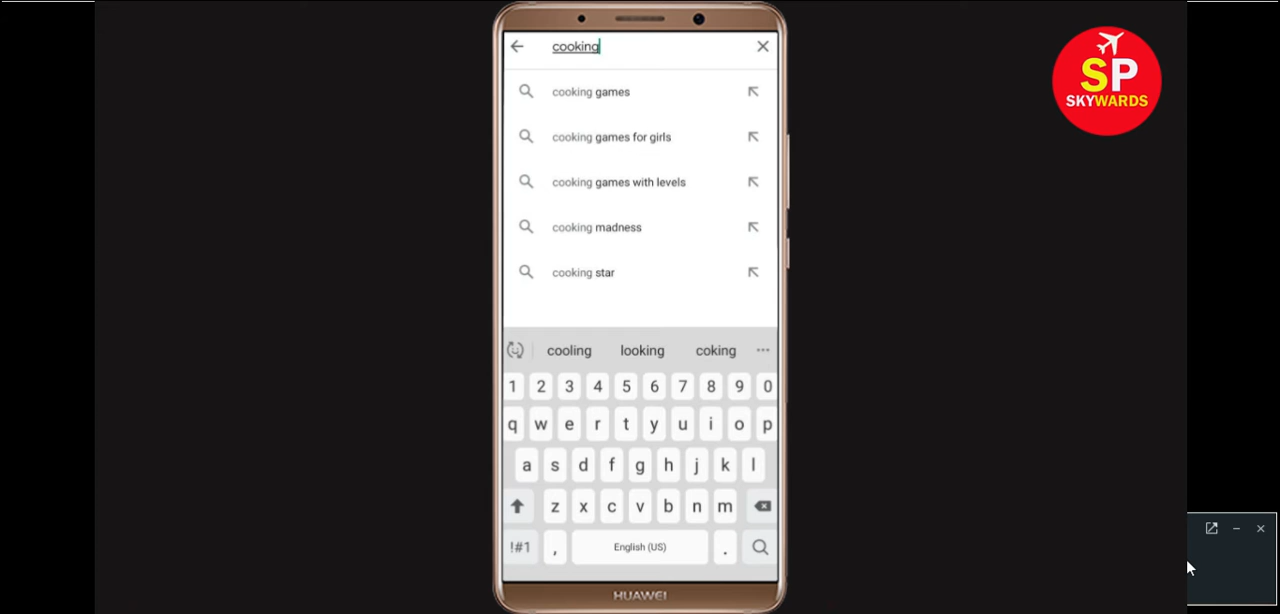 cooking
cooking games
cooking games for girls
cooking games with levels
cooking madness
cooking star
cooling looking coking
1 2 3 4 5 6 7 8 9 0
q w e r t y u i o p
a s d f g h j k l
z x c v b n m
!#1 , English (US) .
HUAWEI
SP
SKYWARDS